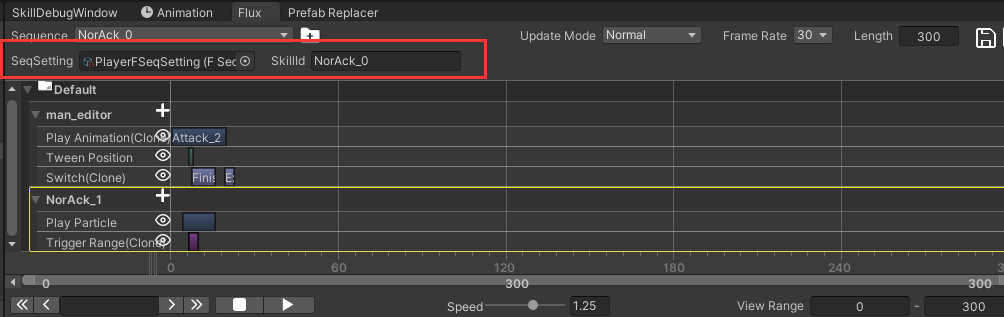 SkillDebugWindow Animation Flux Prefab Replacer
Sequence NorAck_0 Update Mode Normal Frame Rate 30 Length 300
SeqSetting PlayerFSeqSetting (F Sec SkillId NorAck_0
Default
man_editor
Play Animation(Clone) Attack_2
Tween Position
Switch(Clone) Finis E
NorAck_1
Play Particle
Trigger Range(Clone)
0 60 120 180 240
0 300 300
Speed 1.25 View Range 0 - 300